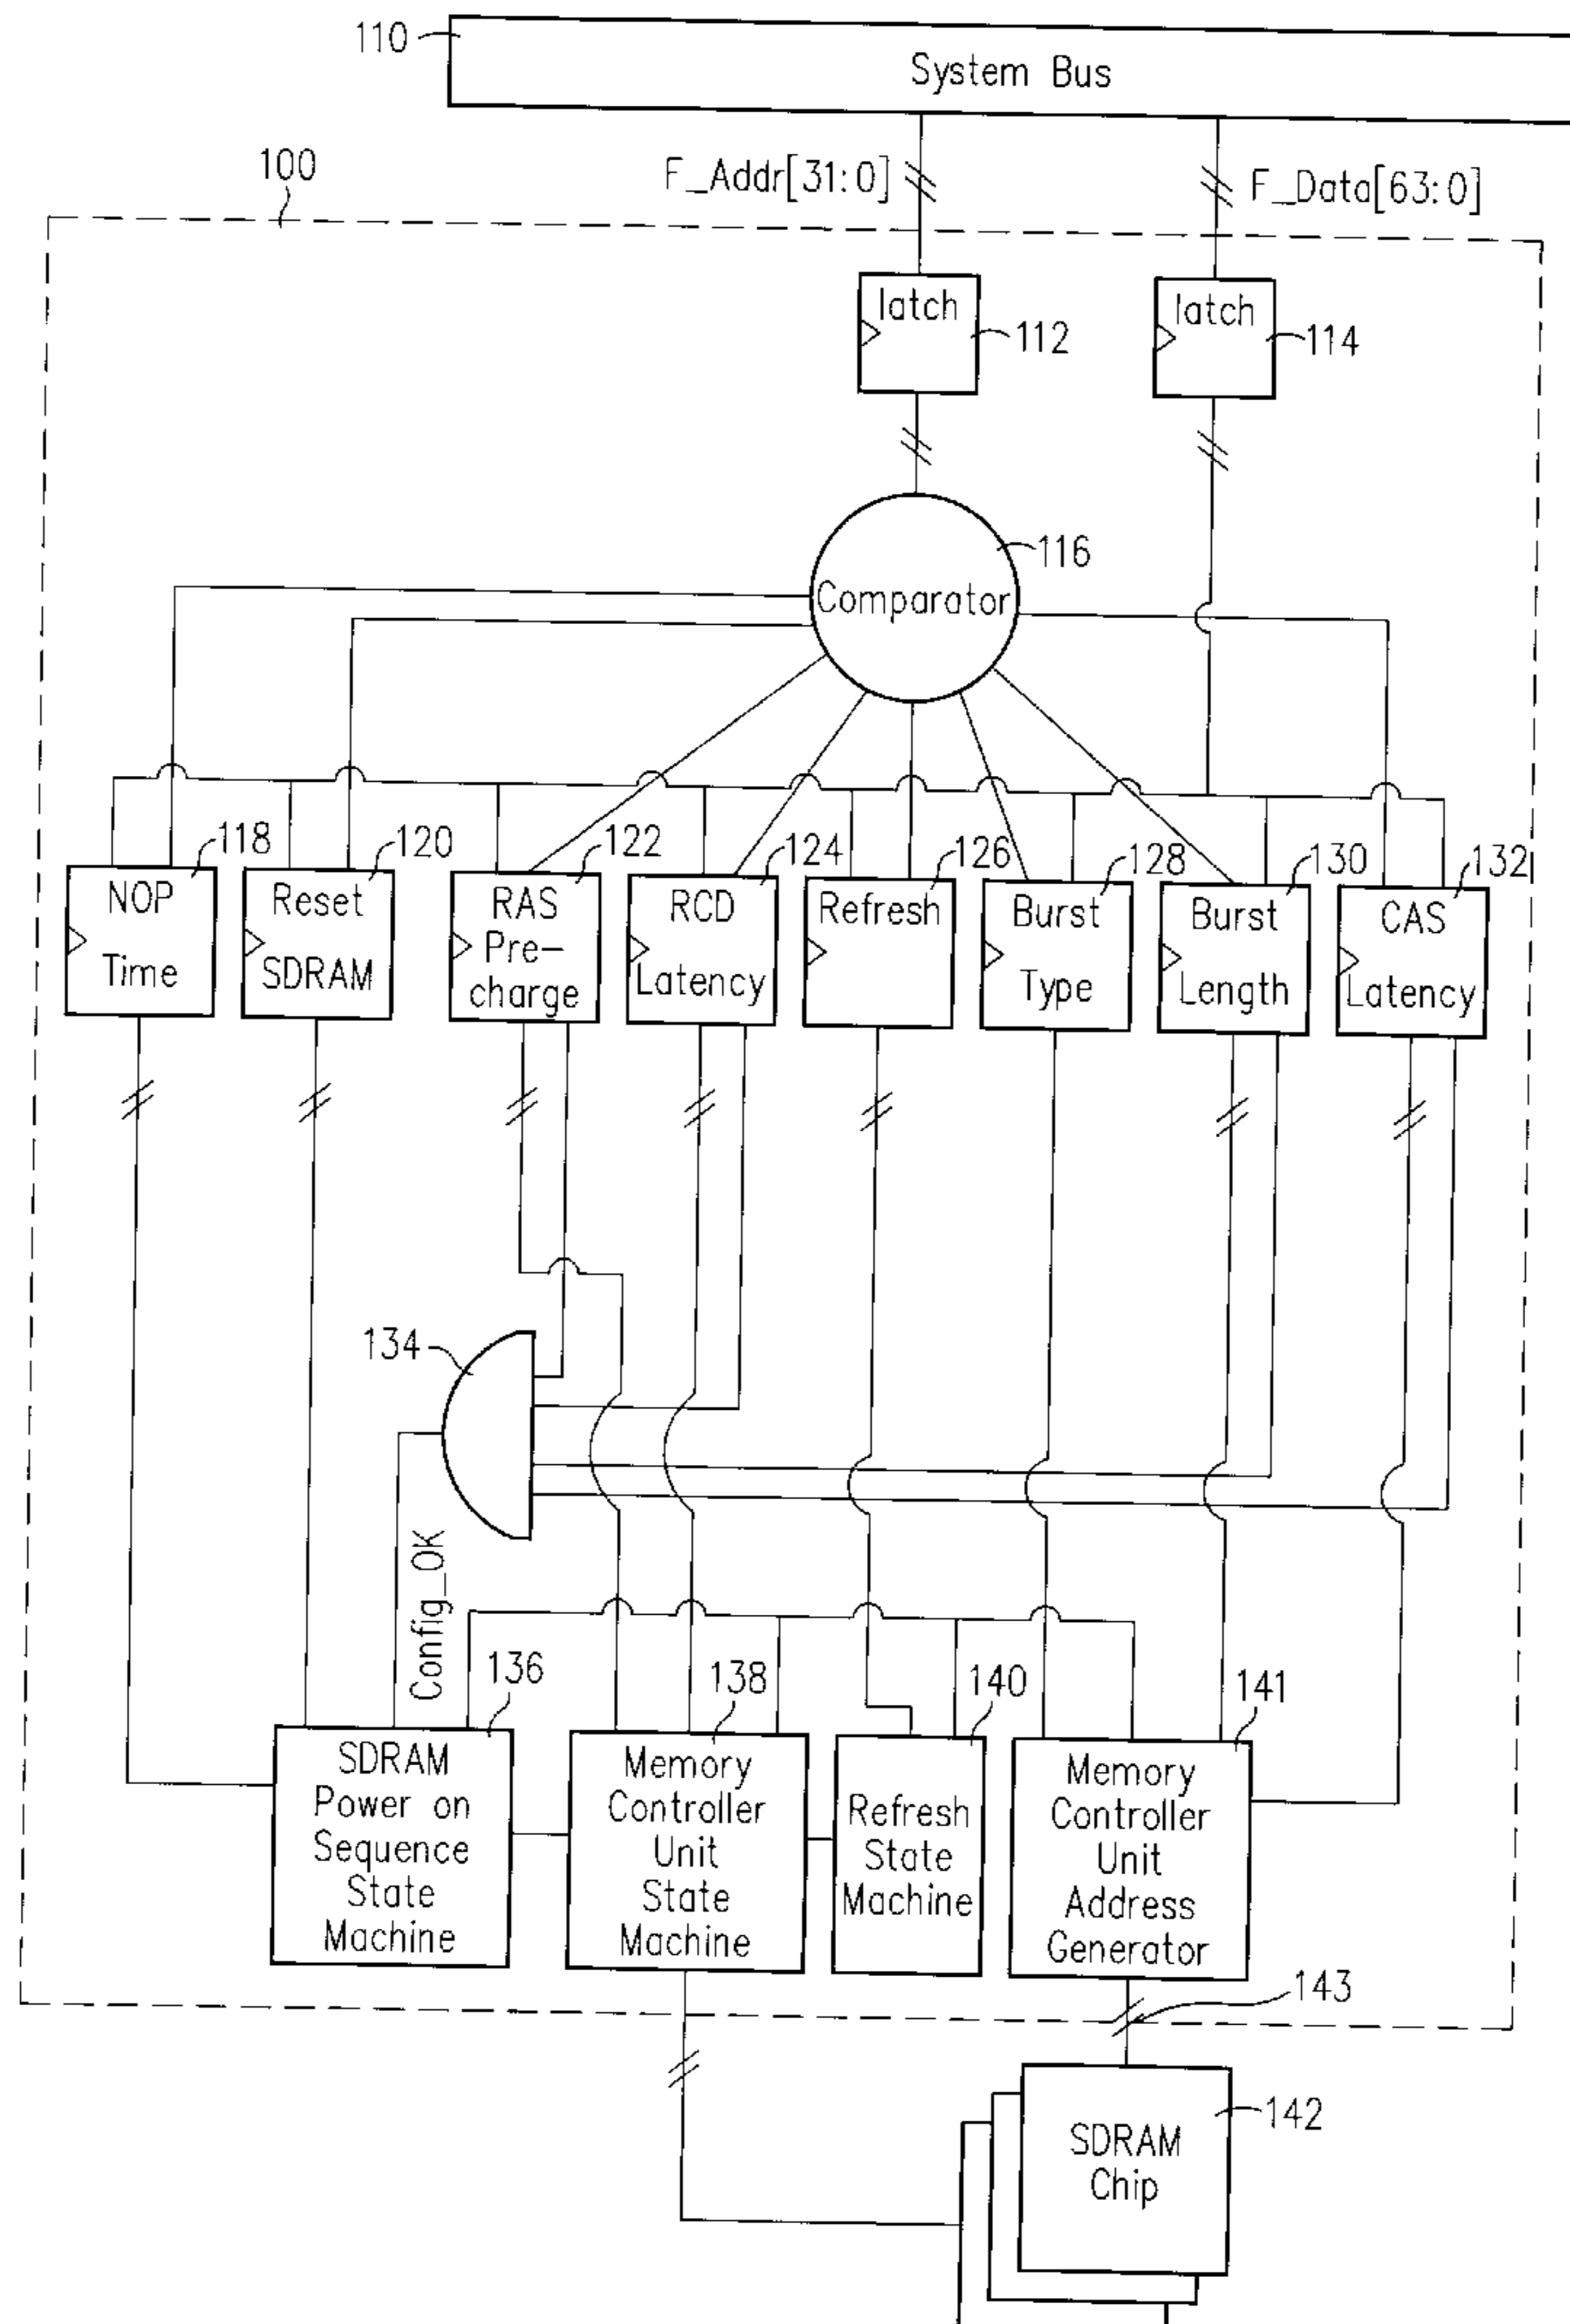 110
System Bus
100
F_Addr[31:0]
F_Data[63:0]
latch
112
latch
114
116
Comparator
118
120
122
124
126
128
130
132
NOP
Time
Reset
SDRAM
RAS
Pre-
charge
RCD
Latency
Refresh
Burst
Type
Burst
Length
CAS
Latency
134
Config_OK
136
138
140
141
SDRAM
Power on
Sequence
State
Machine
Memory
Controller
Unit
State
Machine
Refresh
State
Machine
Memory
Controller
Unit
Address
Generator
143
142
SDRAM
Chip